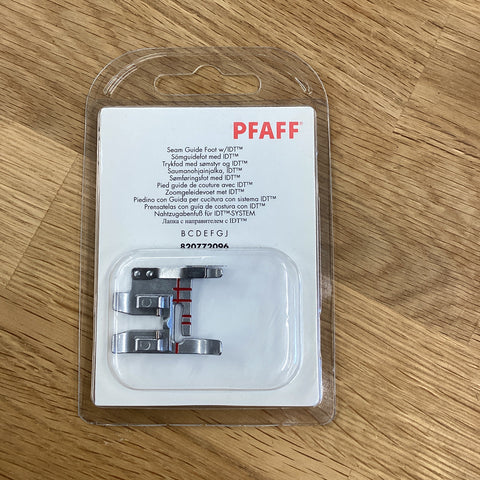 PFAFF®
Seam Guide Foot w/IDT™
Sömguidefot med IDT™
Trykfod med sømstyr og IDT™
Saumanohjainjalka, IDT™
Sømføringsfot med IDT™
Pied guide de couture avec IDT™
Zoomgeleidevoet met IDT™
Piedino con Guida per cucitura con sistema IDT™
Prensatelas con guía de costura con IDT™
Nahtzugabenfuß für IDT™-SYSTEM
Лапка с направителем с IDT™
B C D E F G J
820772096